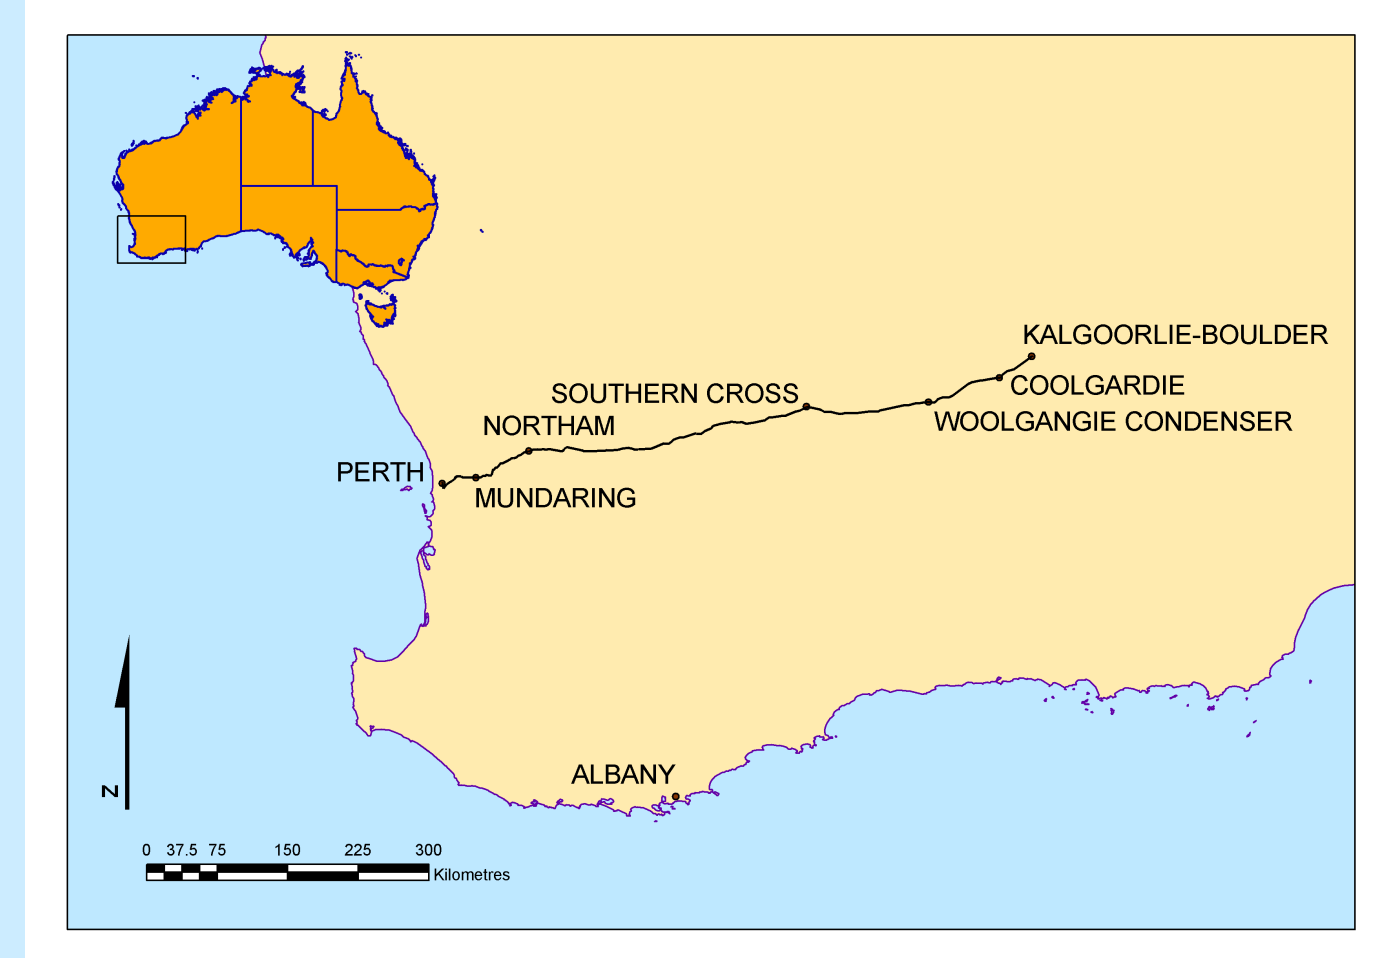 KALGOORLIE-BOULDER
COOLGARDIE
SOUTHERN CROSS
WOOLGANGIE CONDENSER
NORTHAM
PERTH
MUNDARING
ALBANY
N
0 37.5 75 150 225 300
Kilometres